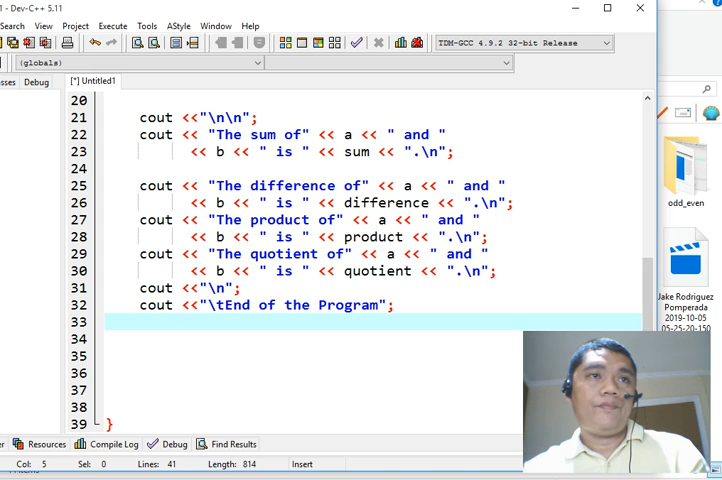 1 - Dev-C++ 5.11
Search View Project Execute Tools AStyle Window Help
TDM-GCC 4.9.2 32-bit Release
(globals)
Debug
[*] Untitled1
20
21 cout <<"\n\n";
22 cout << "The sum of" << a << " and "
23 << b << " is " << sum << ".\n";
24
25 cout << "The difference of" << a << " and "
26 << b << " is " << difference << ".\n";
27 cout << "The product of" << a << " and "
28 << b << " is " << product << ".\n";
29 cout << "The quotient of" << a << " and "
30 << b << " is " << quotient << ".\n";
31 cout <<"\n";
32 cout <<"\tEnd of the Program";
33
34
35
36
37
38
39 }
Resources Compile Log Debug Find Results
Col: 5 Sel: 0 Lines: 41 Length: 814 Insert
odd_even
Jake Rodriguez
Pomperada
2019-10-05
05-25-20-150